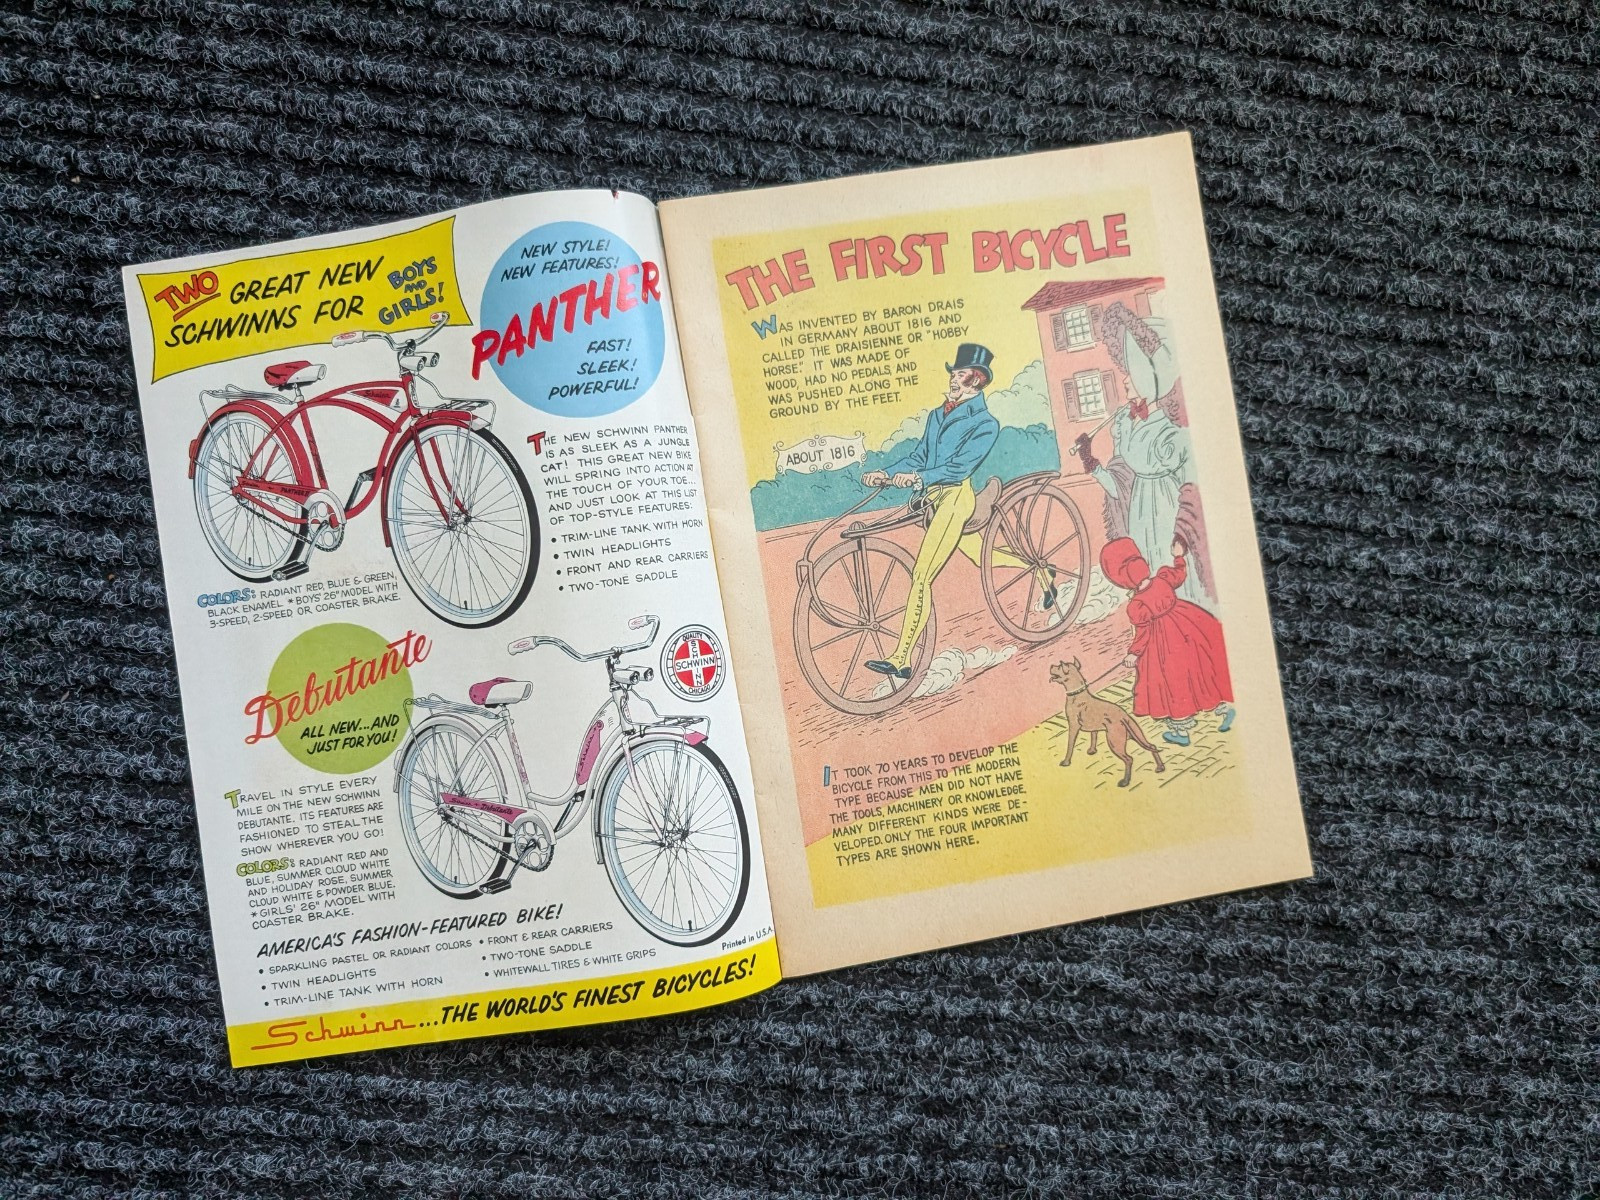 TWO GREAT NEW
SCHWINNS FOR BOYS
AND
GIRLS!
NEW STYLE!
NEW FEATURES!
PANTHER
FAST!
SLEEK!
POWERFUL!
THE NEW SCHWINN PANTHER
IS AS SLEEK AS A JUNGLE
CAT! THIS GREAT NEW BIKE
WILL SPRING INTO ACTION AT
THE TOUCH OF YOUR TOE...
AND JUST LOOK AT THIS LIST
OF TOP-STYLE FEATURES:
• TRIM-LINE TANK WITH HORN
• TWIN HEADLIGHTS
• FRONT AND REAR CARRIERS
• TWO-TONE SADDLE
Schwinn
PANTHER
COLORS: RADIANT RED, BLUE & GREEN,
BLACK ENAMEL * BOYS' 26" MODEL WITH
3-SPEED, 2-SPEED OR COASTER BRAKE.
Debutante
ALL NEW...AND
JUST FOR YOU!
QUALITY
SCHWINN
SCHWINN
CHICAGO
TRAVEL IN STYLE EVERY
MILE ON THE NEW SCHWINN
DEBUTANTE. ITS FEATURES ARE
FASHIONED TO STEAL THE
SHOW WHEREVER YOU GO!
COLORS: RADIANT RED AND
BLUE, SUMMER CLOUD WHITE
AND HOLIDAY ROSE, SUMMER
CLOUD WHITE & POWDER BLUE,
* GIRLS' 26" MODEL WITH
COASTER BRAKE.
Schwinn
Debutante
AMERICA'S FASHION-FEATURED BIKE!
• SPARKLING PASTEL OR RADIANT COLORS
• TWIN HEADLIGHTS
• TRIM-LINE TANK WITH HORN
• FRONT & REAR CARRIERS
• TWO-TONE SADDLE
• WHITEWALL TIRES & WHITE GRIPS
Printed in U.S.A.
Schwinn...THE WORLD'S FINEST BICYCLES!
THE FIRST BICYCLE
WAS INVENTED BY BARON DRAIS
IN GERMANY ABOUT 1816 AND
CALLED THE DRAISIENNE OR "HOBBY
HORSE." IT WAS MADE OF
WOOD, HAD NO PEDALS, AND
WAS PUSHED ALONG THE
GROUND BY THE FEET.
ABOUT 1816
IT TOOK 70 YEARS TO DEVELOP THE
BICYCLE FROM THIS TO THE MODERN
TYPE BECAUSE MEN DID NOT HAVE
THE TOOLS, MACHINERY OR KNOWLEDGE.
MANY DIFFERENT KINDS WERE DE-
VELOPED. ONLY THE FOUR IMPORTANT
TYPES ARE SHOWN HERE.